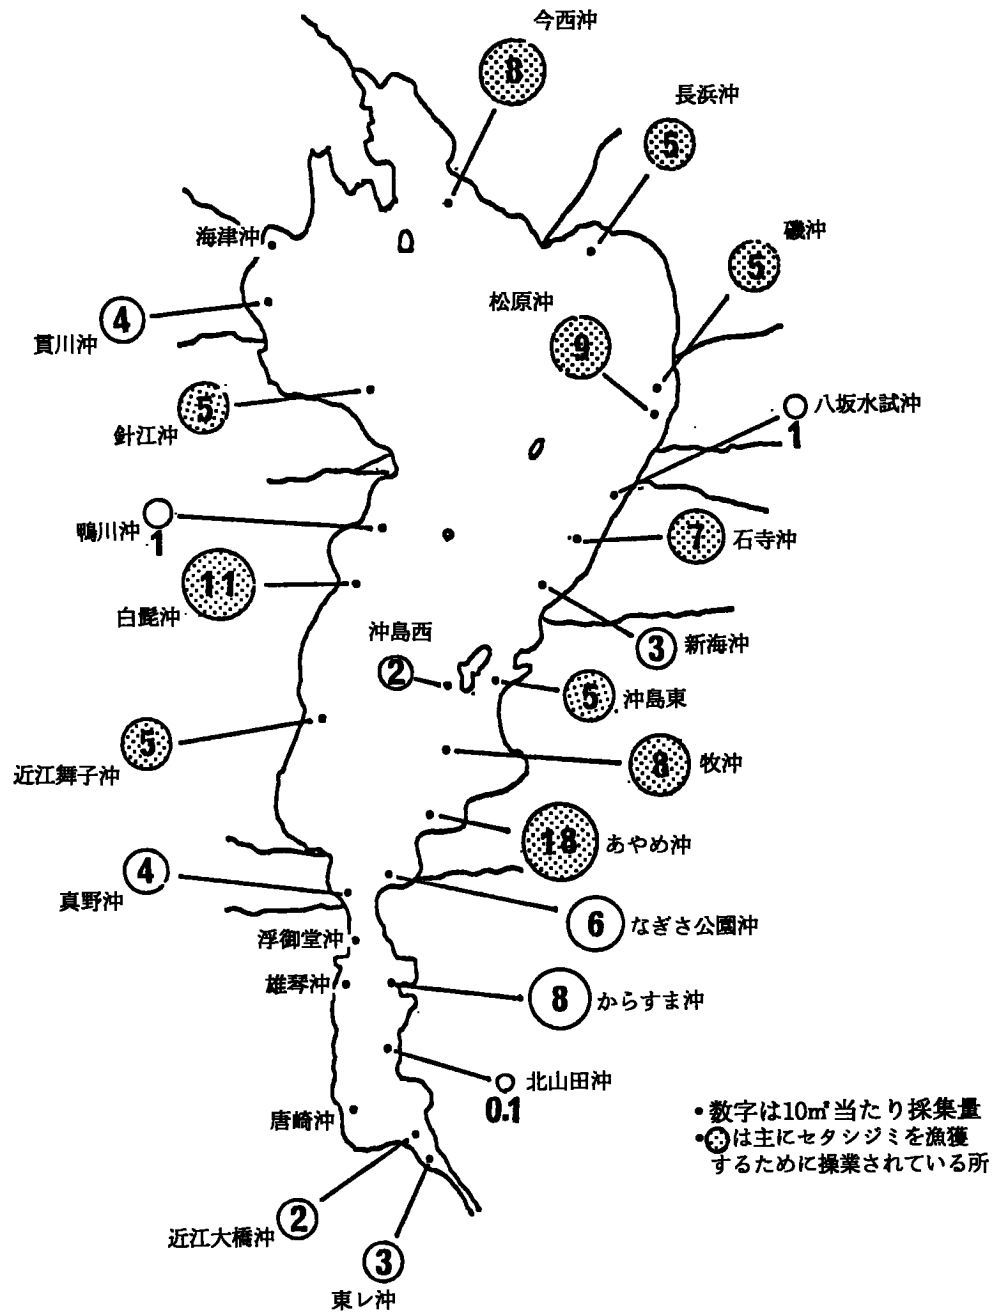 今西沖
8
長浜沖
5
磯沖
5
海津沖
松原沖
9
4
貫川沖
5
針江沖
八坂水試沖
1
鴨川沖
1
7
石寺沖
11
白髭沖
沖島西
2
3
新海沖
5
沖島東
5
近江舞子沖
8
牧沖
18
あやめ沖
4
真野沖
6
なぎさ公園沖
浮御堂沖
雄琴沖
8
からすま沖
北山田沖
0.1
唐崎沖
2
近江大橋沖
3
東レ沖
・数字は10㎡当たり採集量
・は主にセタシジミを漁獲
するために操業されている所